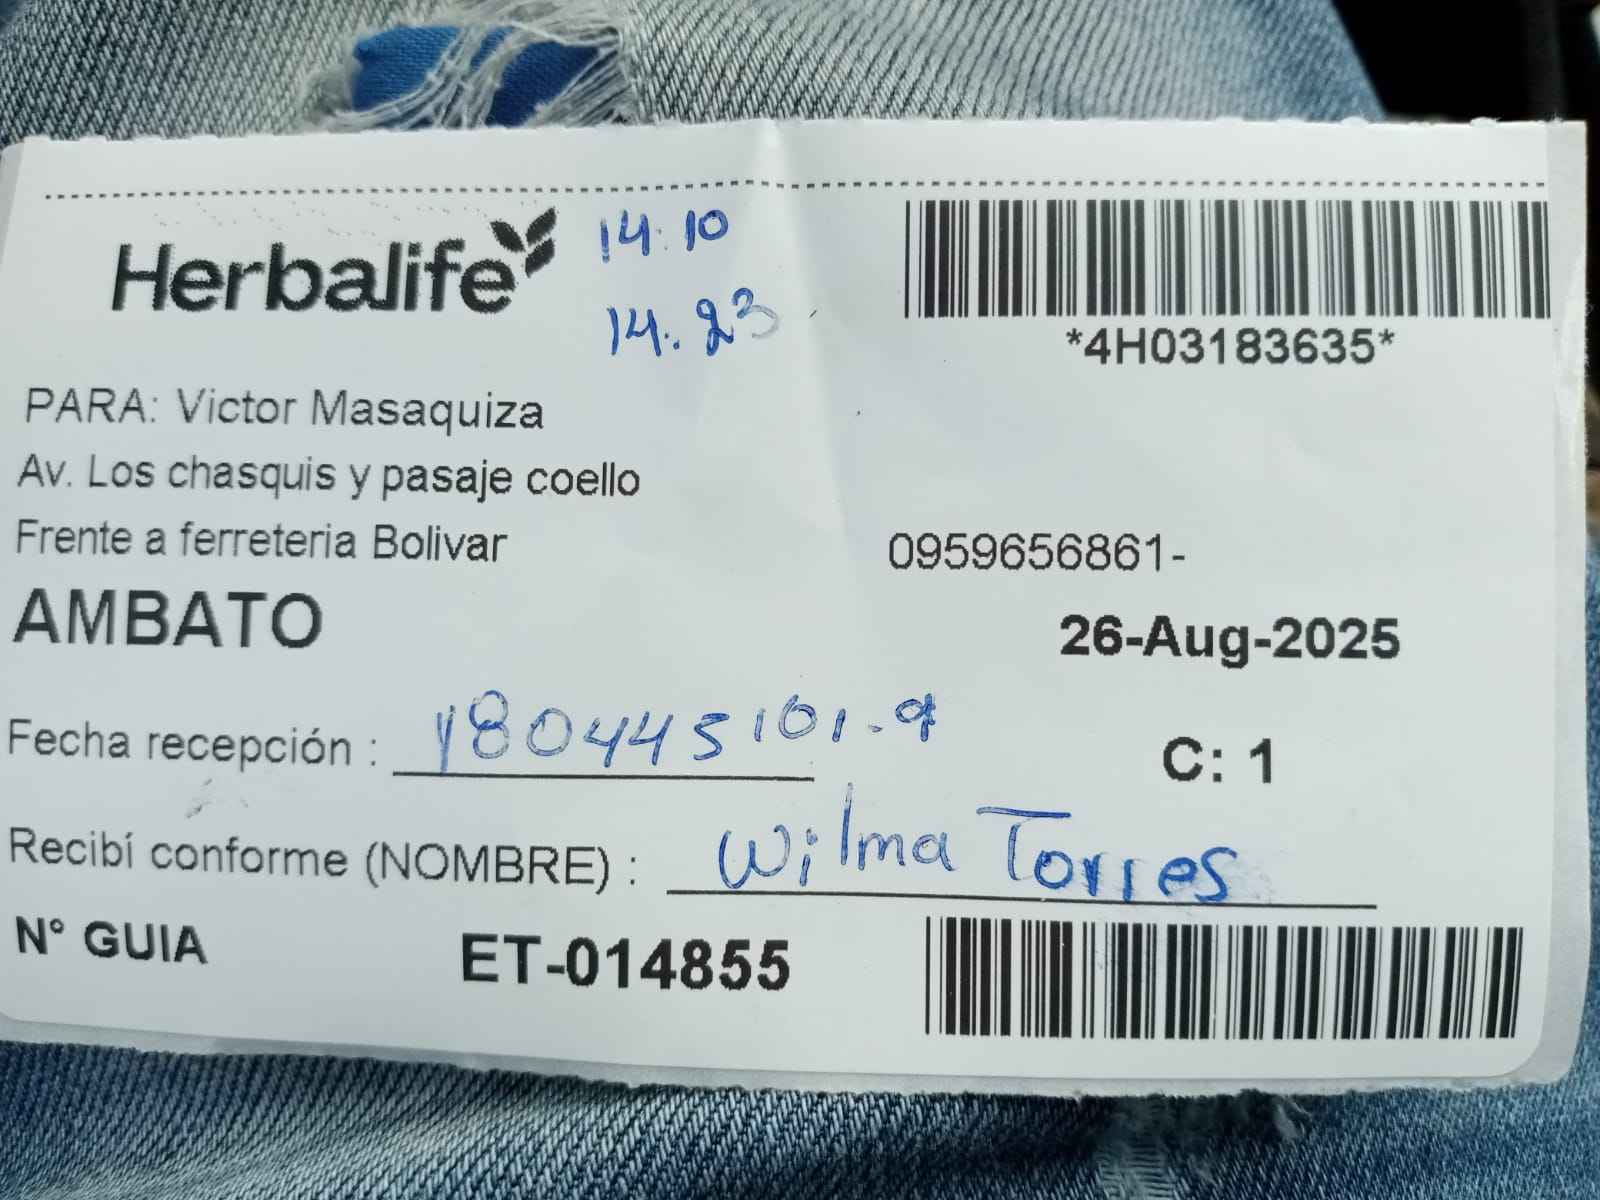 Herbalife
14:10
14:23
*4H03183635*
PARA: Victor Masaquiza
Av. Los chasquis y pasaje coello
Frente a ferreteria Bolivar
0959656861-
AMBATO
26-Aug-2025
Fecha recepción : 180445101-9
C: 1
Recibí conforme (NOMBRE) : Wilma Torres
N° GUIA ET-014855